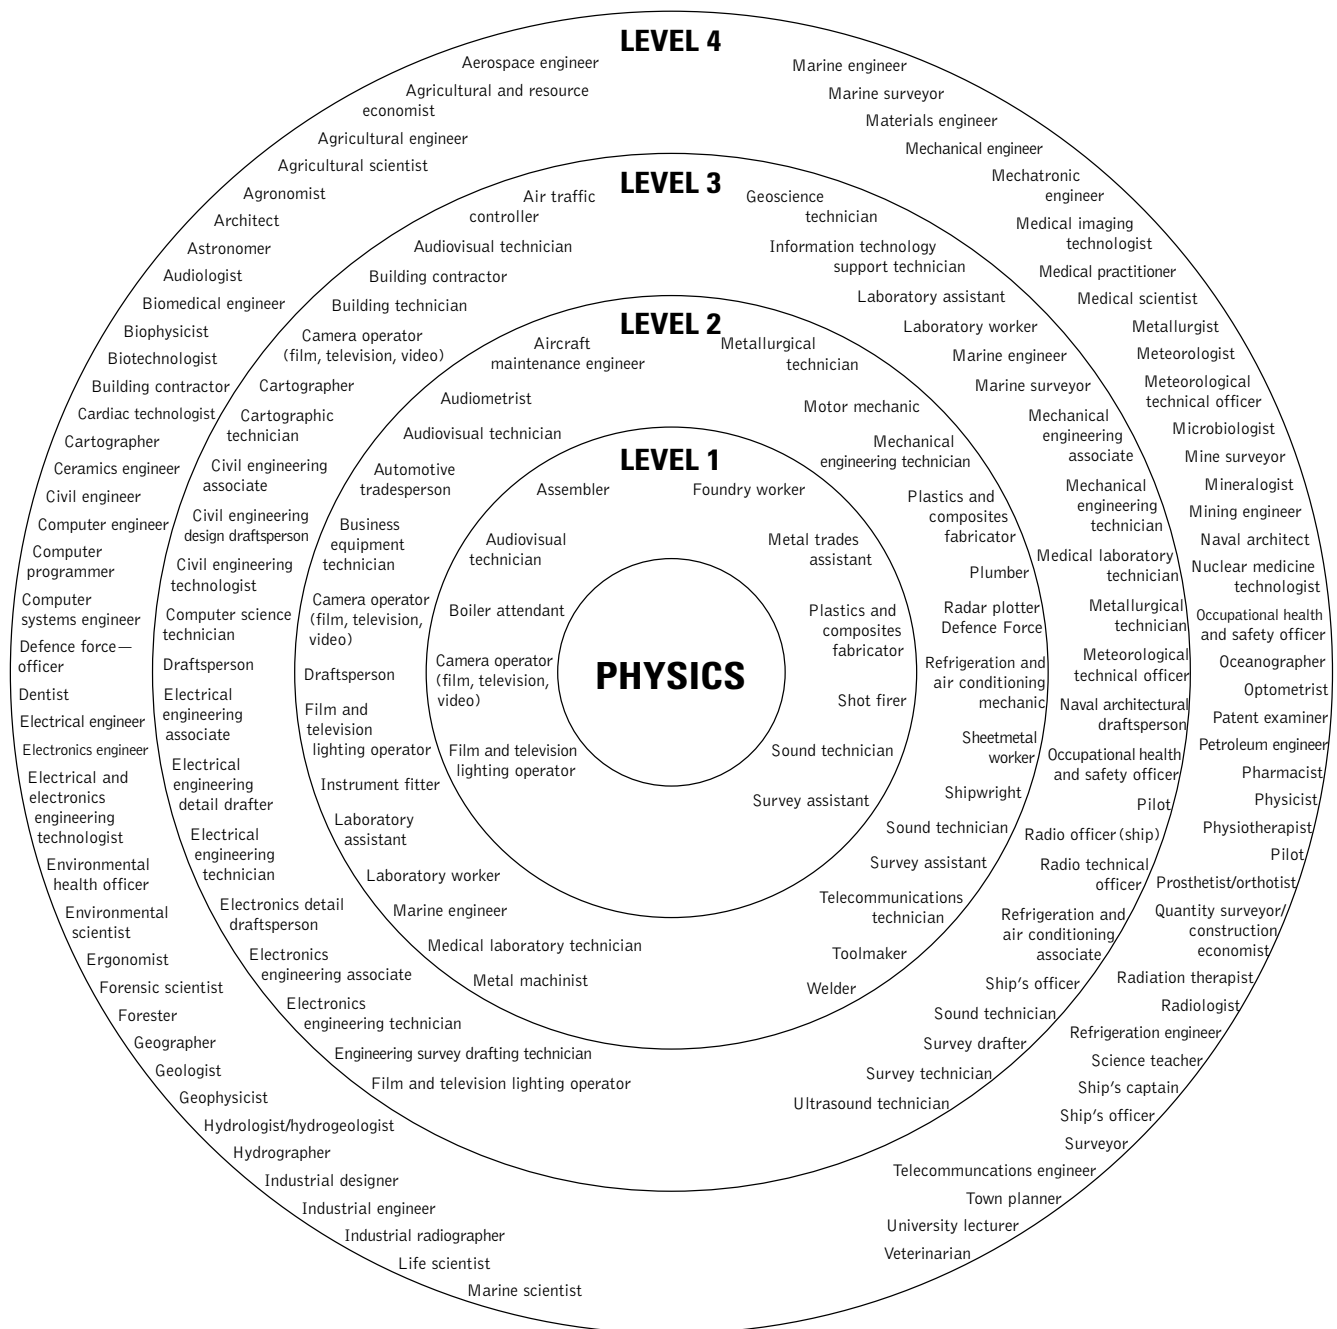 LEVEL 4
Aerospace engineer
Agricultural and resource
economist
Agricultural engineer
Agricultural scientist
Agronomist
Architect
Astronomer
Audiologist
Biomedical engineer
Biophysicist
Biotechnologist
Building contractor
Cardiac technologist
Cartographer
Ceramics engineer
Civil engineer
Computer engineer
Computer
programmer
Computer
systems engineer
Defence force—
officer
Dentist
Electrical engineer
Electronics engineer
Electrical and
electronics
engineering
technologist
Environmental
health officer
Environmental
scientist
Ergonomist
Forensic scientist
Forester
Geographer
Geologist
Geophysicist
Hydrologist/hydrogeologist
Hydrographer
Industrial designer
Industrial engineer
Industrial radiographer
Life scientist
Marine scientist
Marine engineer
Marine surveyor
Materials engineer
Mechanical engineer
Mechatronic
engineer
Medical imaging
technologist
Medical practitioner
Medical scientist
Metallurgist
Meteorologist
Meteorological
technical officer
Microbiologist
Mine surveyor
Mineralogist
Mining engineer
Naval architect
Nuclear medicine
technologist
Occupational health
and safety officer
Oceanographer
Optometrist
Patent examiner
Petroleum engineer
Pharmacist
Physicist
Physiotherapist
Pilot
Prosthetist/orthotist
Quantity surveyor/
construction
economist
Radiation therapist
Radiologist
Refrigeration engineer
Science teacher
Ship's captain
Ship's officer
Surveyor
Telecommuncations engineer
Town planner
University lecturer
Veterinarian
LEVEL 3
Air traffic
controller
Audiovisual technician
Building contractor
Building technician
Camera operator
(film, television, video)
Cartographer
Cartographic
technician
Civil engineering
associate
Civil engineering
design draftsperson
Civil engineering
technologist
Computer science
technician
Draftsperson
Electrical
engineering
associate
Electrical
engineering
detail drafter
Electrical
engineering
technician
Electronics detail
draftsperson
Electronics
engineering associate
Electronics
engineering technician
Engineering survey drafting technician
Film and television lighting operator
Geoscience
technician
Information technology
support technician
Laboratory assistant
Laboratory worker
Marine engineer
Marine surveyor
Mechanical
engineering
associate
Mechanical
engineering
technician
Medical laboratory
technician
Metallurgical
technician
Meteorological
technical officer
Naval architectural
draftsperson
Occupational health
and safety officer
Pilot
Radio officer (ship)
Radio technical
officer
Refrigeration and
air conditioning
associate
Ship's officer
Sound technician
Survey drafter
Survey technician
Ultrasound technician
LEVEL 2
Aircraft
maintenance engineer
Audiometrist
Audiovisual technician
Automotive
tradesperson
Business
equipment
technician
Camera operator
(film, television,
video)
Draftsperson
Film and
television
lighting operator
Instrument fitter
Laboratory
assistant
Laboratory worker
Marine engineer
Medical laboratory technician
Metal machinist
Metallurgical
technician
Motor mechanic
Mechanical
engineering technician
Plastics and
composites
fabricator
Plumber
Radar plotter
Defence Force
Refrigeration and
air conditioning
mechanic
Sheetmetal
worker
Shipwright
Sound technician
Survey assistant
Telecommunications
technician
Toolmaker
Welder
LEVEL 1
Assembler
Audiovisual
technician
Boiler attendant
Camera operator
(film, television,
video)
Film and television
lighting operator
Foundry worker
Metal trades
assistant
Plastics and
composites
fabricator
Shot firer
Sound technician
Survey assistant
PHYSICS